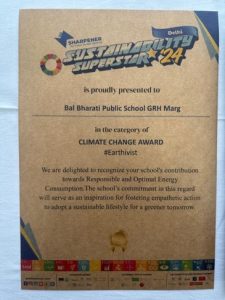 SHARPENER
Delhi
SUSTAINABILITY
SUPERSTAR '24
is proudly presented to
Bal Bharati Public School GRH Marg
in the category of
CLIMATE CHANGE AWARD
#Earthivist
We are delighted to recognize your school's contribution
towards Responsible and Optimal Energy
Consumption.The school's commitment in this regard
will serve as an inspiration for fostering empathetic action
to adopt a sustainable lifestyle for a greener tomorrow.